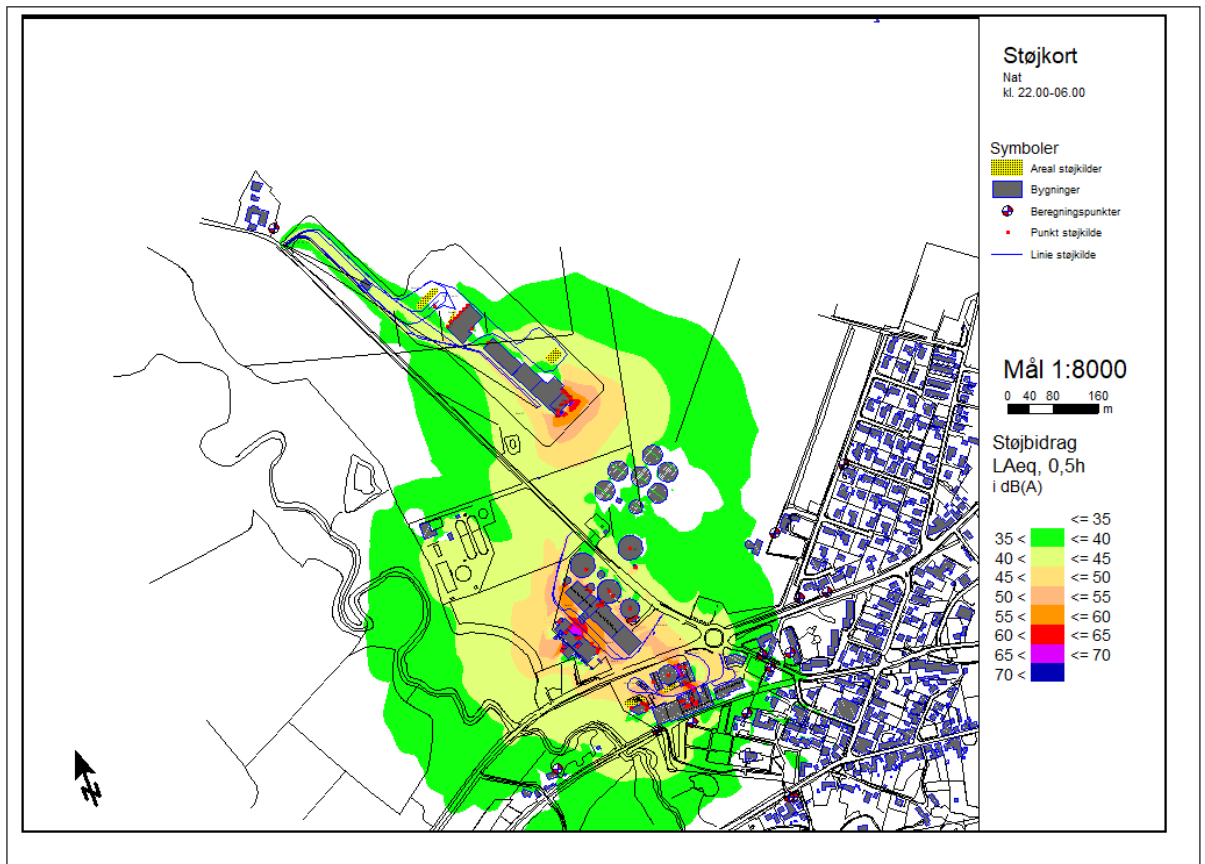 Støjkort
Nat
kl. 22.00-06.00
Symboler
Areal støjkilder
Bygninger
Beregningspunkter
Punkt støjkilde
Linie støjkilde
Mål 1:8000
0 40 80 160
m
Støjbidrag
LAeq, 0,5h
i dB(A)
<= 35
35 < <= 40
40 < <= 45
45 < <= 50
50 < <= 55
55 < <= 60
60 < <= 65
65 < <= 70
70 <
N